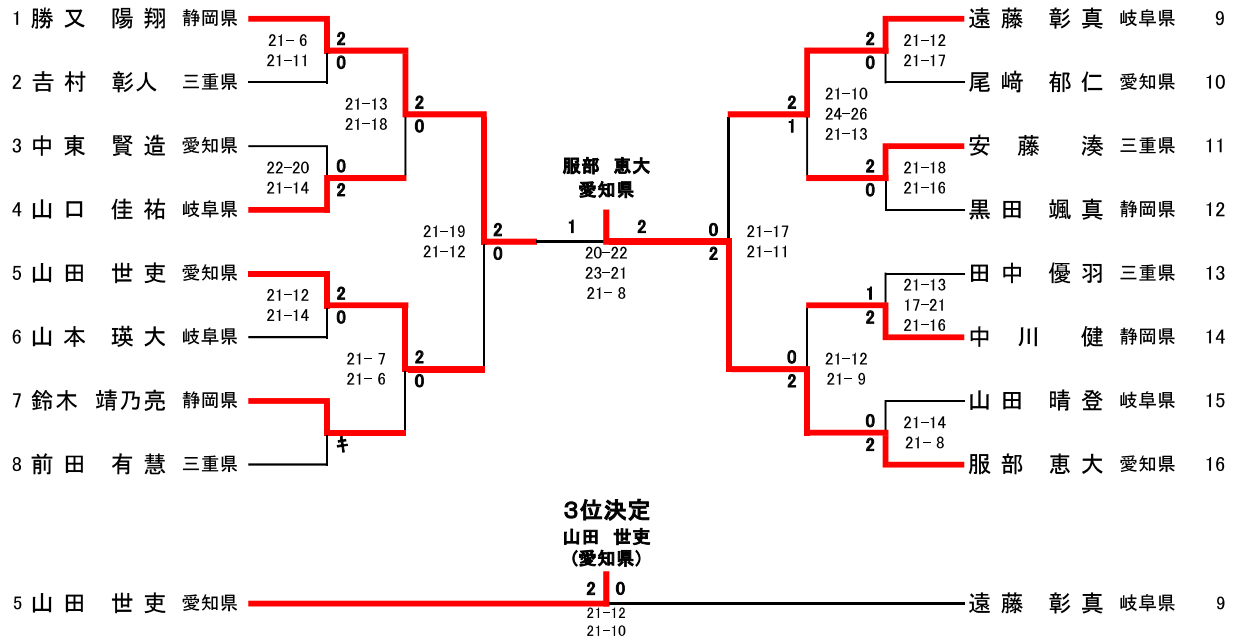 1 勝又 陽翔 静岡県
21- 6
21-11
2
0
2 𠮷村 彰人 三重県
21-13
21-18
2
0
3 中東 賢造 愛知県
22-20
21-14
0
2
4 山口 佳祐 岐阜県
21-19
21-12
2
0
5 山田 世吏 愛知県
21-12
21-14
2
0
6 山本 瑛大 岐阜県
21- 7
21- 6
2
0
7 鈴木 靖乃亮 静岡県
キ
8 前田 有慧 三重県
服部 恵大
愛知県
1 2
20-22
23-21
21- 8
遠藤 彰真 岐阜県 9
2
0
21-12
21-17
尾﨑 郁仁 愛知県 10
2
1
21-10
24-26
21-13
安藤 湊 三重県 11
2
0
21-18
21-16
黒田 颯真 静岡県 12
0
2
21-17
21-11
田中 優羽 三重県 13
1
2
21-13
17-21
21-16
中川 健 静岡県 14
0
2
21-12
21- 9
山田 晴登 岐阜県 15
0
2
21-14
21- 8
服部 恵大 愛知県 16
3位決定
山田 世吏
(愛知県)
2 0
5 山田 世吏 愛知県
21-12
21-10
遠藤 彰真 岐阜県 9